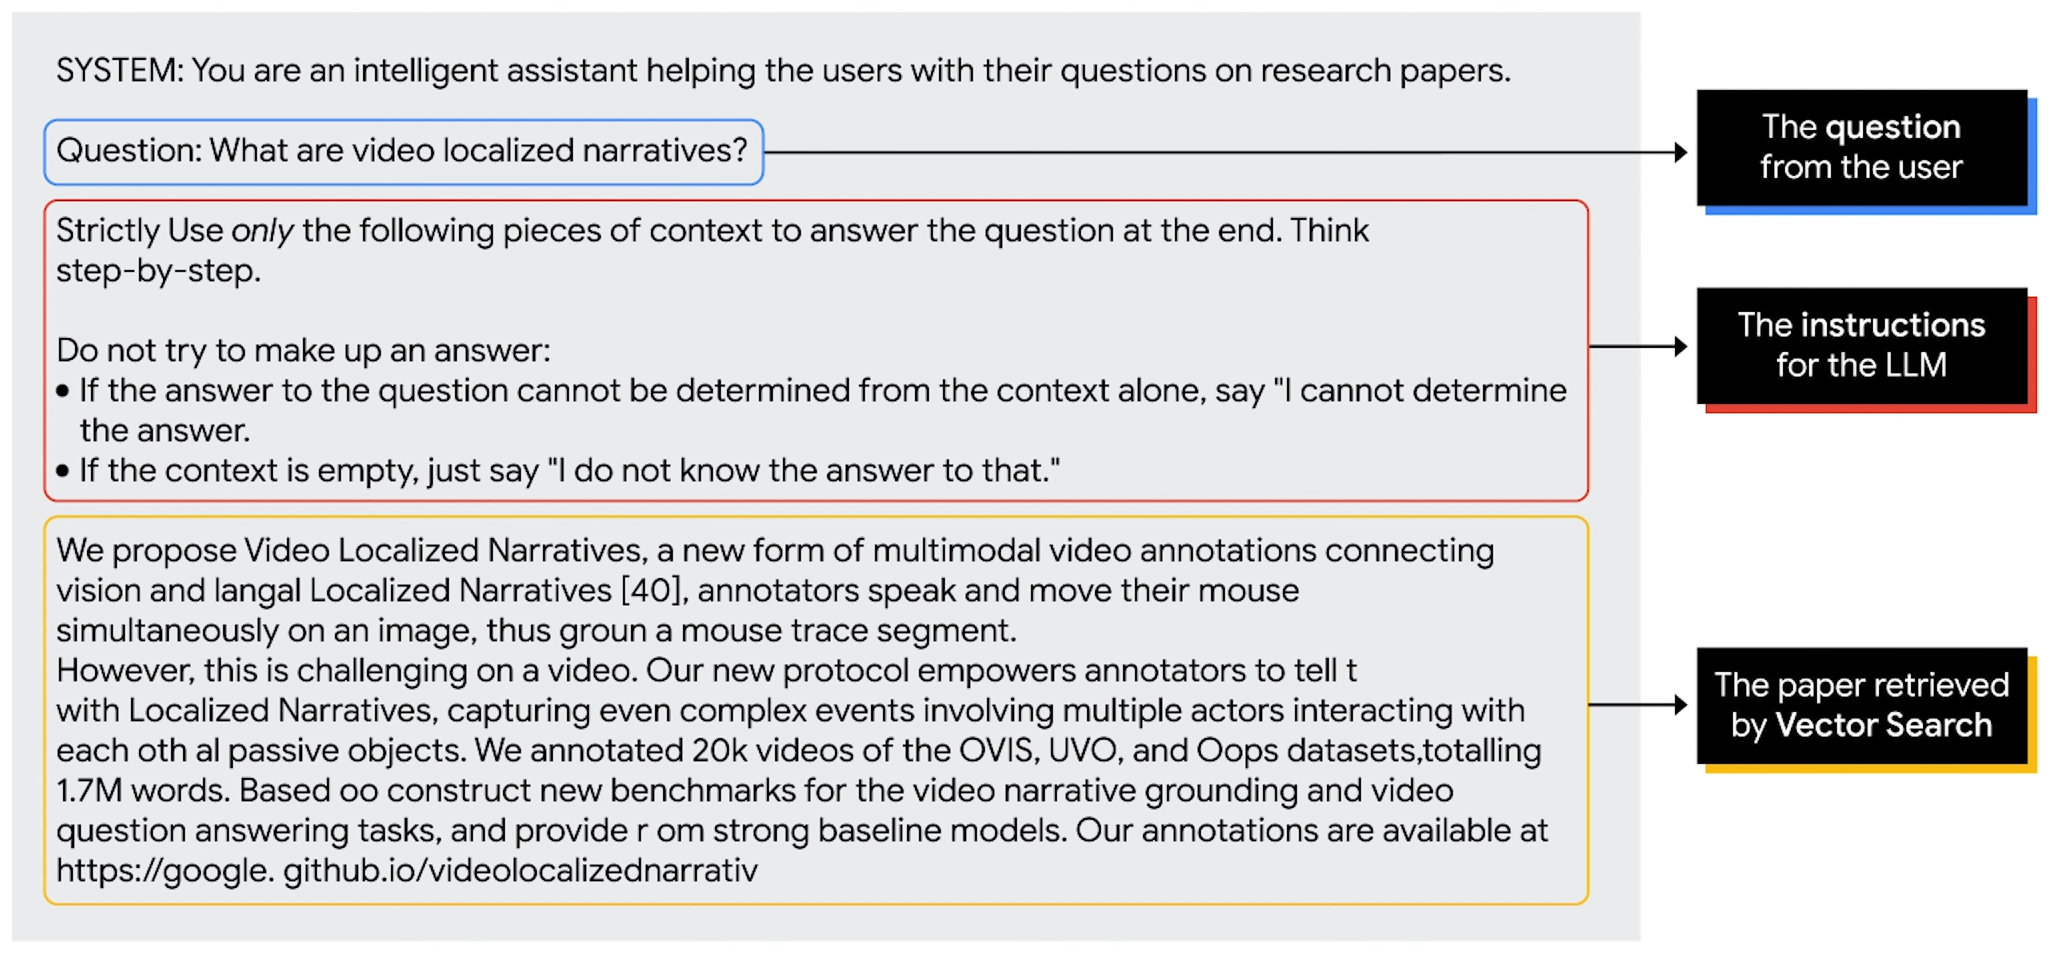 SYSTEM: You are an intelligent assistant helping the users with their questions on research papers.
Question: What are video localized narratives?
The question
from the user
Strictly Use only the following pieces of context to answer the question at the end. Think
step-by-step.
Do not try to make up an answer:
• If the answer to the question cannot be determined from the context alone, say "I cannot determine
the answer.
• If the context is empty, just say "I do not know the answer to that."
The instructions
for the LLM
We propose Video Localized Narratives, a new form of multimodal video annotations connecting
vision and langal Localized Narratives [40], annotators speak and move their mouse
simultaneously on an image, thus groun a mouse trace segment.
However, this is challenging on a video. Our new protocol empowers annotators to tell t
with Localized Narratives, capturing even complex events involving multiple actors interacting with
each oth al passive objects. We annotated 20k videos of the OVIS, UVO, and Oops datasets,totalling
1.7M words. Based oo construct new benchmarks for the video narrative grounding and video
question answering tasks, and provide r om strong baseline models. Our annotations are available at
https://google. github.io/videolocalizednarrativ
The paper retrieved
by Vector Search